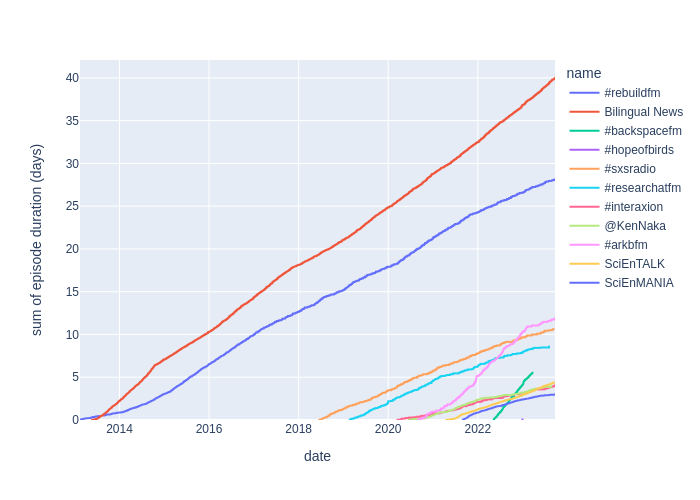 sum of episode duration (days)
40
35
30
25
20
15
10
5
0
2014 2016 2018 2020 2022
date
name
#rebuildfm
Bilingual News
#backspacefm
#hopeofbirds
#sxsradio
#researchatfm
#interaxion
@KenNaka
#arkbfm
SciEnTALK
SciEnMANIA